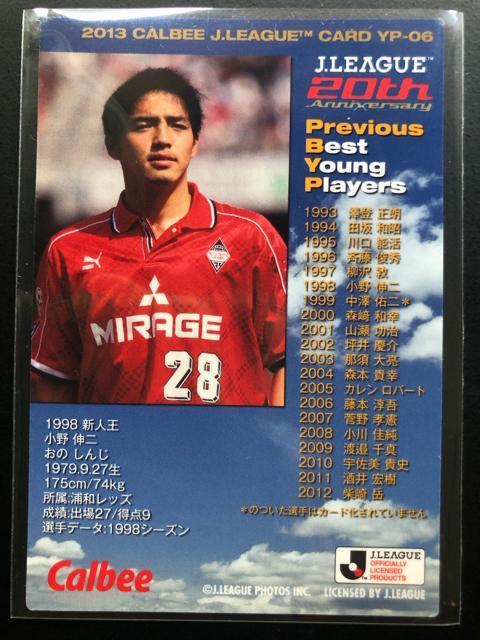 2013 CALBEE J.LEAGUE™ CARD YP-06
J.LEAGUE™
20th
Anniversary
Previous
Best
Young
Players
1993 澤登 正朗
1994 田坂 和昭
1995 川口 能活
1996 斉藤 俊秀
1997 柳沢 敦
1998 小野 伸二
1999 中澤 佑二*
2000 森﨑 和幸
2001 山瀬 功治
2002 坪井 慶介
2003 那須 大亮
2004 森本 貴幸
2005 カレン ロバート
2006 藤本 淳吾
2007 菅野 孝憲
2008 小川 佳純
2009 渡邉 千真
2010 宇佐美 貴史
2011 酒井 宏樹
2012 柴崎 岳
*のついた選手はカード化されていません
MIRAGE
28
1998 新人王
小野 伸二
おの しんじ
1979.9.27生
175cm/74kg
所属:浦和レッズ
成績:出場27/得点9
選手データ:1998シーズン
Calbee
J.LEAGUE
OFFICIALLY
LICENSED
PRODUCTS
©J.LEAGUE PHOTOS INC. LICENSED BY J.LEAGUE